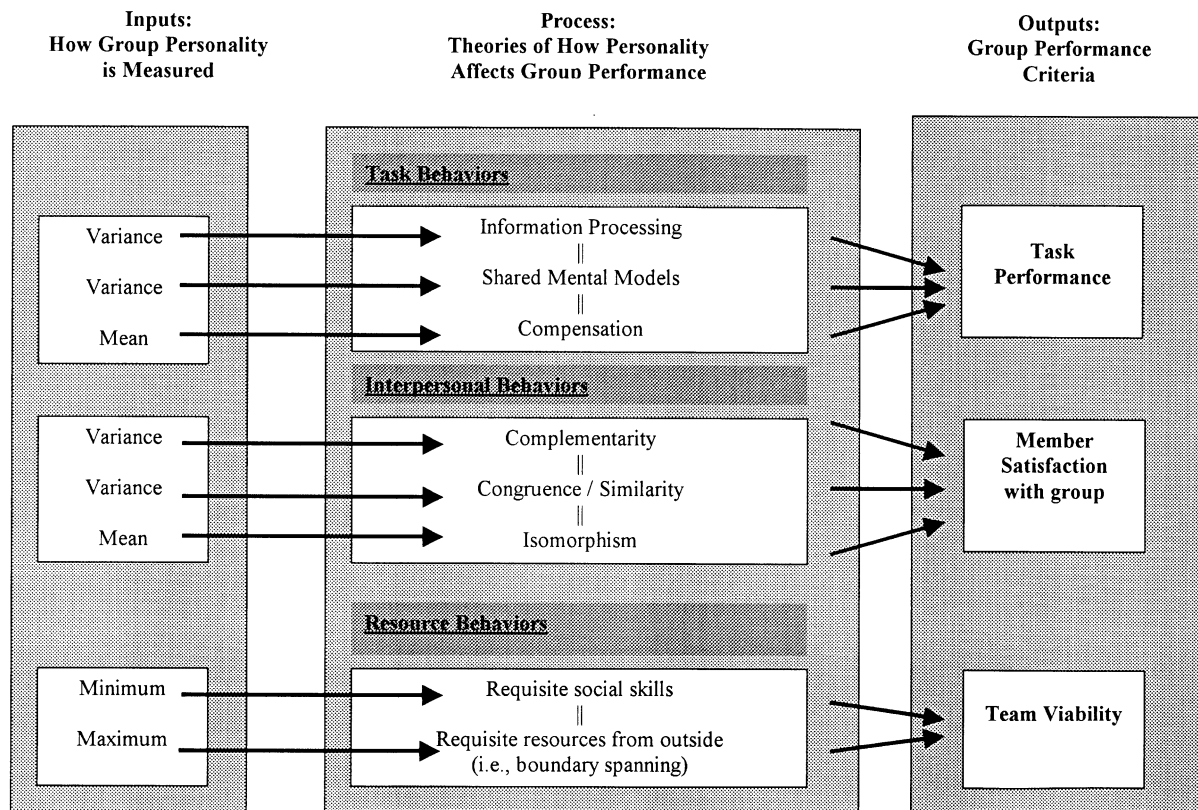 Inputs:
How Group Personality
is Measured
Process:
Theories of How Personality
Affects Group Performance
Outputs:
Group Performance
Criteria
Task Behaviors
Variance
Information Processing
||
Variance
Shared Mental Models
||
Mean
Compensation
Task
Performance
Interpersonal Behaviors
Variance
Complementarity
||
Variance
Congruence / Similarity
||
Mean
Isomorphism
Member
Satisfaction
with group
Resource Behaviors
Minimum
Requisite social skills
||
Maximum
Requisite resources from outside
(i.e., boundary spanning)
Team Viability